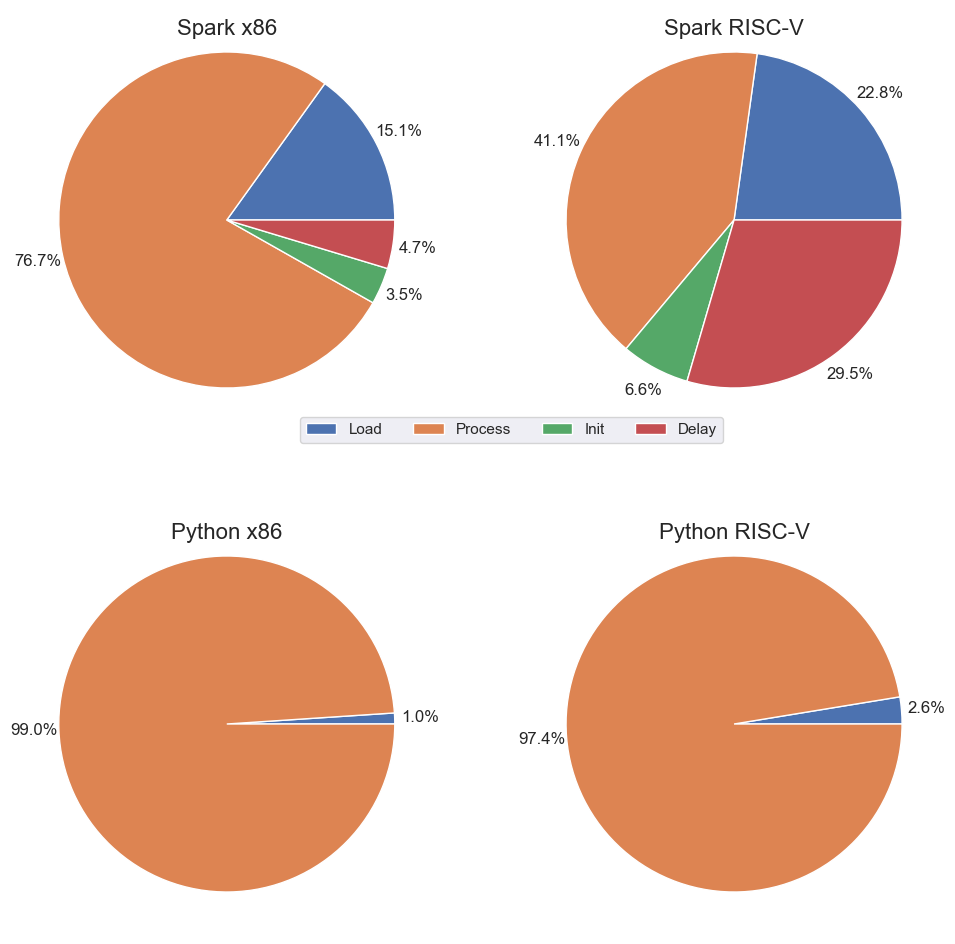 Spark x86
15.1%
76.7%
4.7%
3.5%
Spark RISC-V
22.8%
41.1%
29.5%
6.6%
Load Process Init Delay
Python x86
1.0%
99.0%
Python RISC-V
2.6%
97.4%